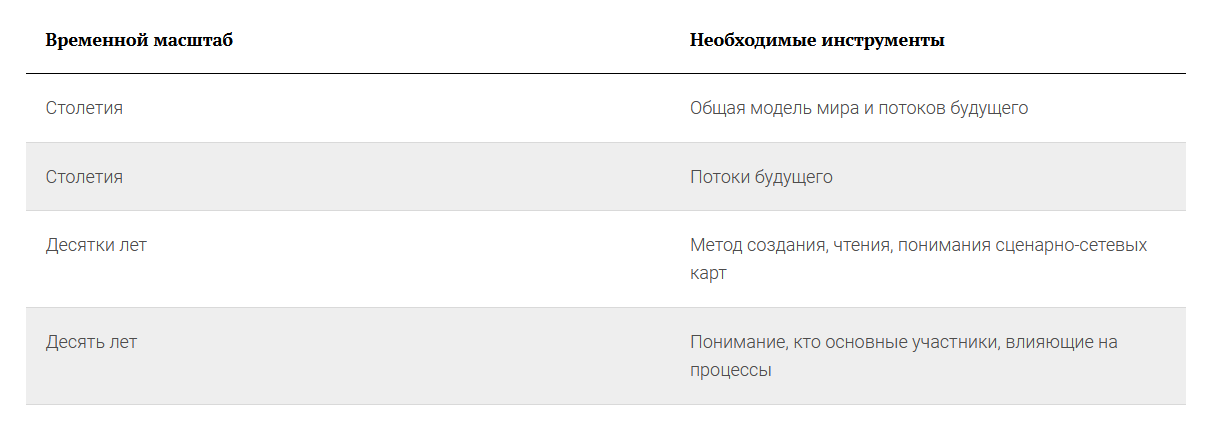 Временной масштаб
Необходимые инструменты
Столетия
Общая модель мира и потоков будущего
Столетия
Потоки будущего
Десятки лет
Метод создания, чтения, понимания сценарно-сетевых
карт
Десять лет
Понимание, кто основные участники, влияющие на
процессы